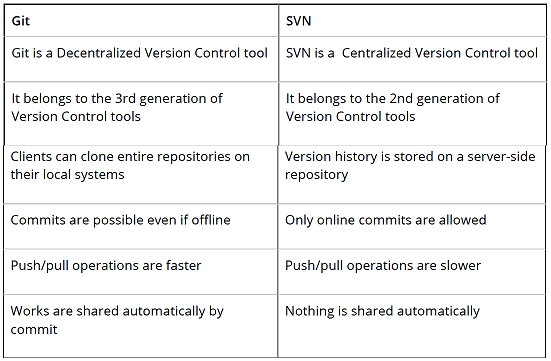 Git
SVN
Git is a Decentralized Version Control tool
SVN is a Centralized Version Control tool
It belongs to the 3rd generation of
Version Control tools
It belongs to the 2nd generation of
Version Control tools
Clients can clone entire repositories on
their local systems
Version history is stored on a server-side
repository
Commits are possible even if offline
Only online commits are allowed
Push/pull operations are faster
Push/pull operations are slower
Works are shared automatically by
commit
Nothing is shared automatically